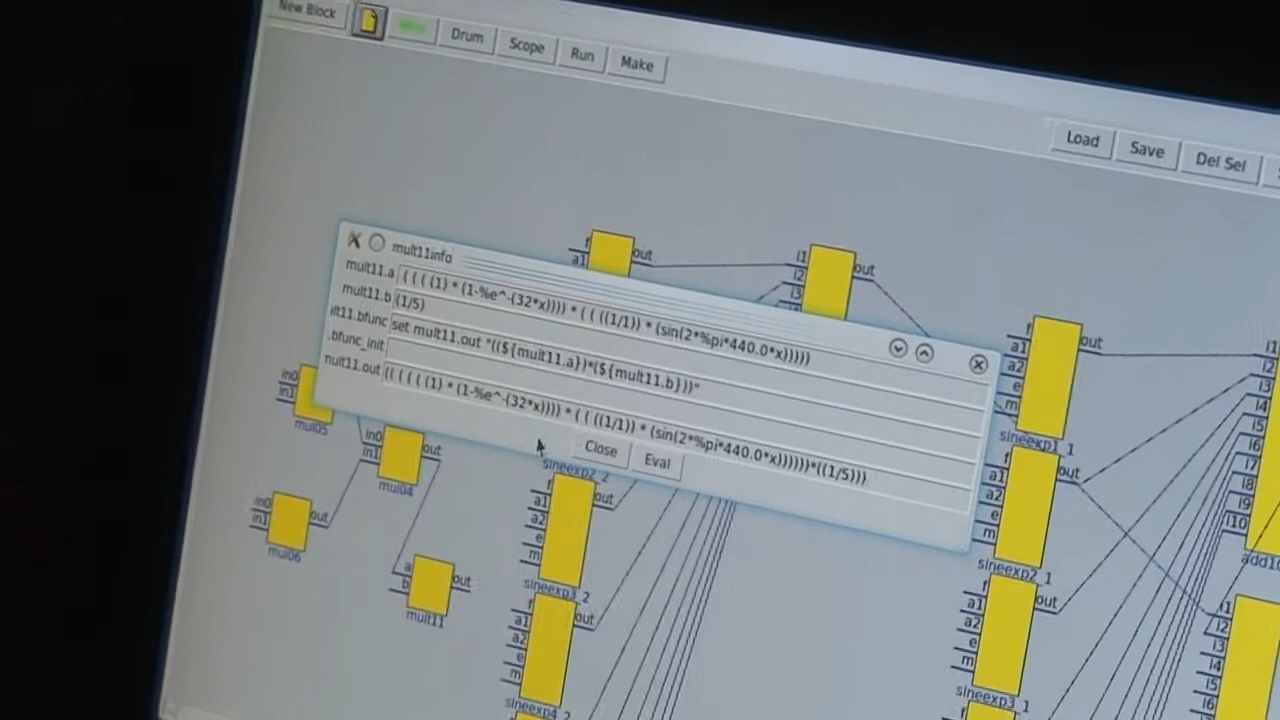 New Block Drum Scope Run Make
Load Save Del Sel
mult11info
mult11.a ( ( ( ( (1) * (1-%e^-(32*x)))) * ( ( ((1/1)) * (sin(2*%pi*440.0*x)))))
mult11.b (1/5)
lt11.bfunc set mult11.out "((${mult11.a})*(${mult11.b}))"
.bfunc_init
mult11.out (( ( ( ( (1) * (1-%e^-(32*x)))) * ( ( ((1/1)) * (sin(2*%pi*440.0*x))))))*((1/5)))
Close Eval
f out
a1
i1 out
i2
i3
f out
a1
a2
e
m
sineexp1_1
i1
i2
i3
i4
i5
i6
i7
i8
i9
i10
add10
in0
in1
mul05
in0 out
in1
mul04
in0 out
in1
mul06
a out
b
mult11
sineexp2_2
f out
a1
a2
e
m
sineexp3_2
f out
a1
a2
e
m
sineexp4_2
f out
a1
a2
e
m
sineexp2_1
f out
a1
a2
e
m
sineexp3_1
f
i1
i2
i3
i4
i5
i6